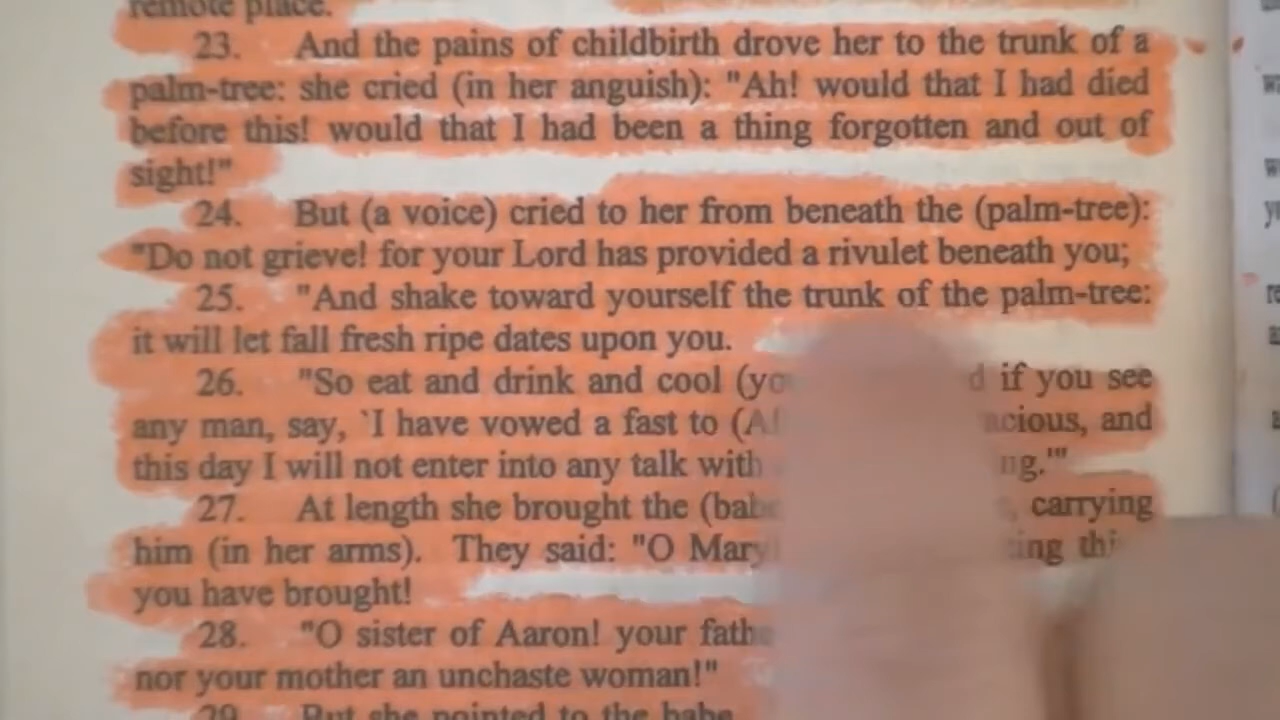 remote place.
23. And the pains of childbirth drove her to the trunk of a
palm-tree: she cried (in her anguish): "Ah! would that I had died
before this! would that I had been a thing forgotten and out of
sight!"
24. But (a voice) cried to her from beneath the (palm-tree):
"Do not grieve! for your Lord has provided a rivulet beneath you;
25. "And shake toward yourself the trunk of the palm-tree:
it will let fall fresh ripe dates upon you.
26. "So eat and drink and cool if you see
any man, say, `I have vowed a fast to and
this day I will not enter into any talk with
27. At length she brought the carrying
him (in her arms). They said: "O
you have brought!
28. "O sister of Aaron! your
nor your mother an unchaste woman!"
29. But she pointed to the babe.